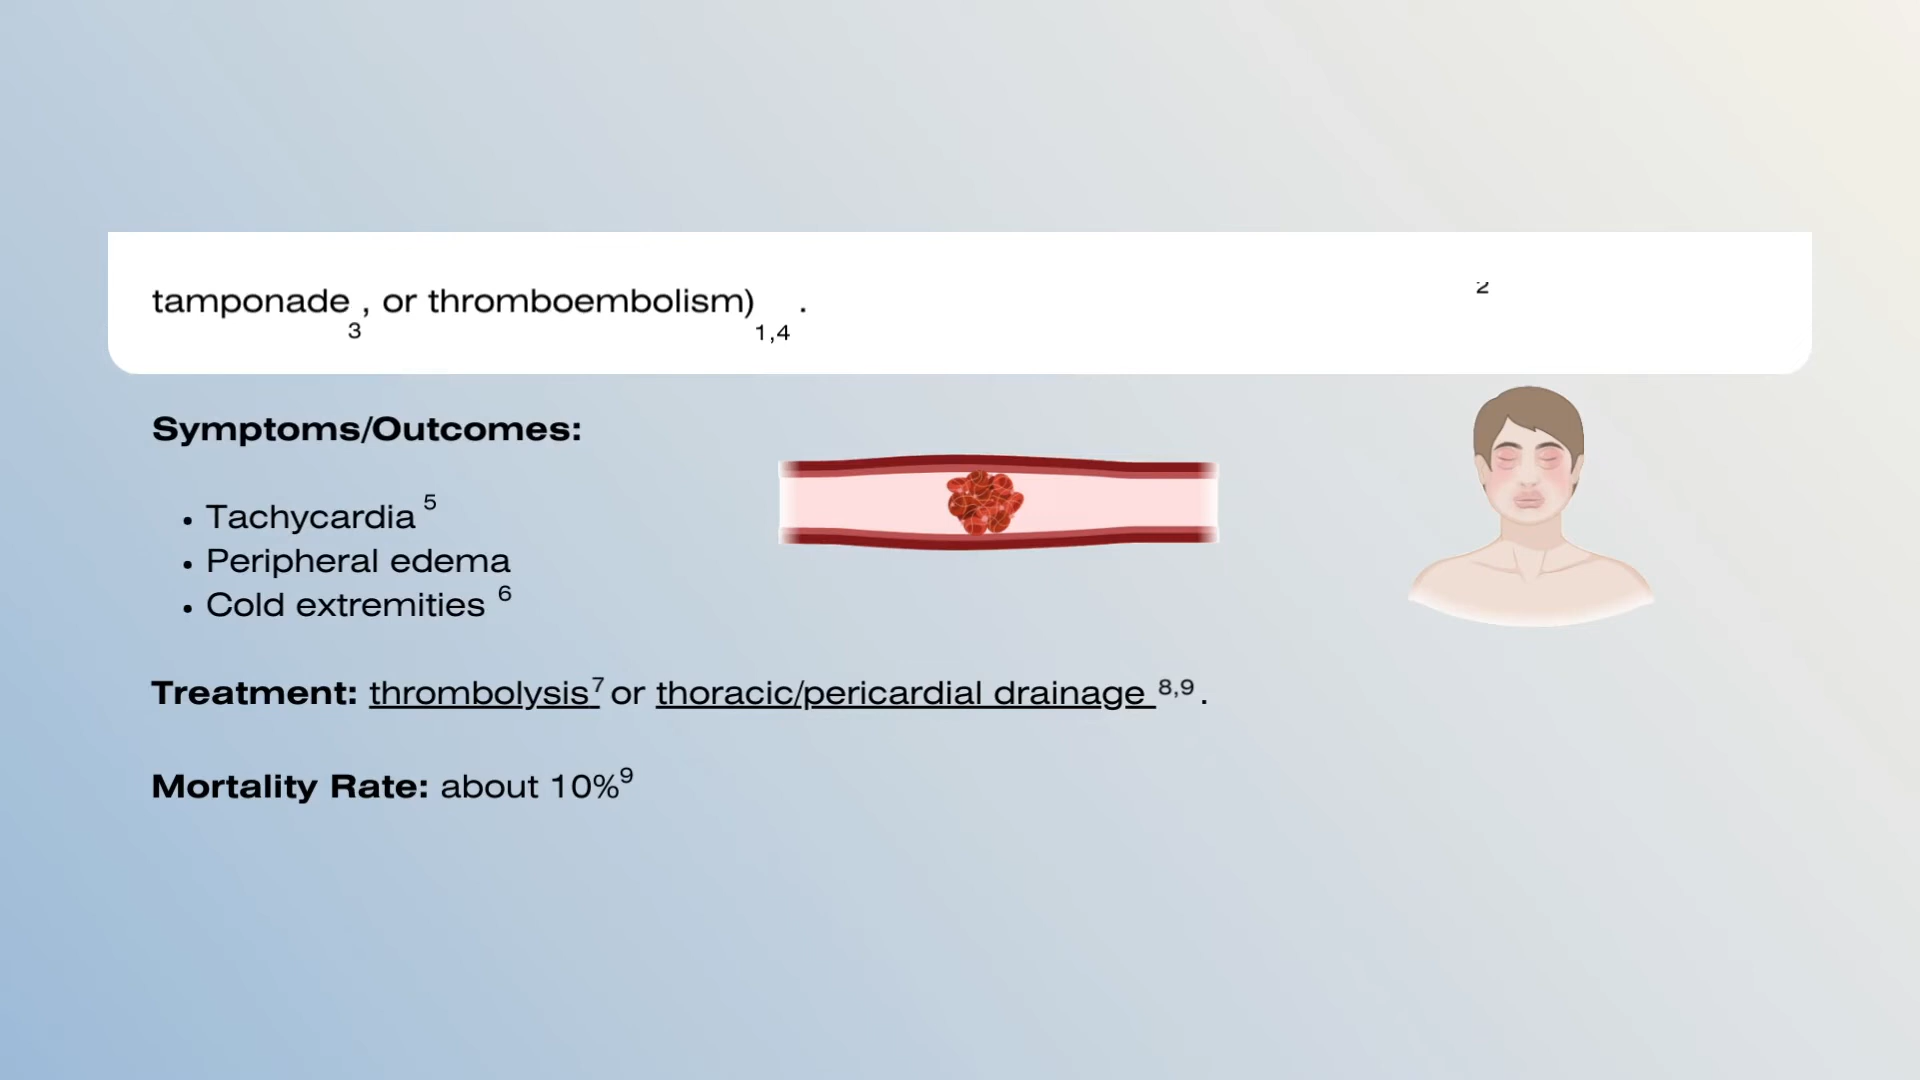 2
tamponade 3, or thromboembolism) 1,4.
Symptoms/Outcomes:
• Tachycardia 5
• Peripheral edema
• Cold extremities 6
Treatment: thrombolysis7 or thoracic/pericardial drainage 8,9.
Mortality Rate: about 10%9